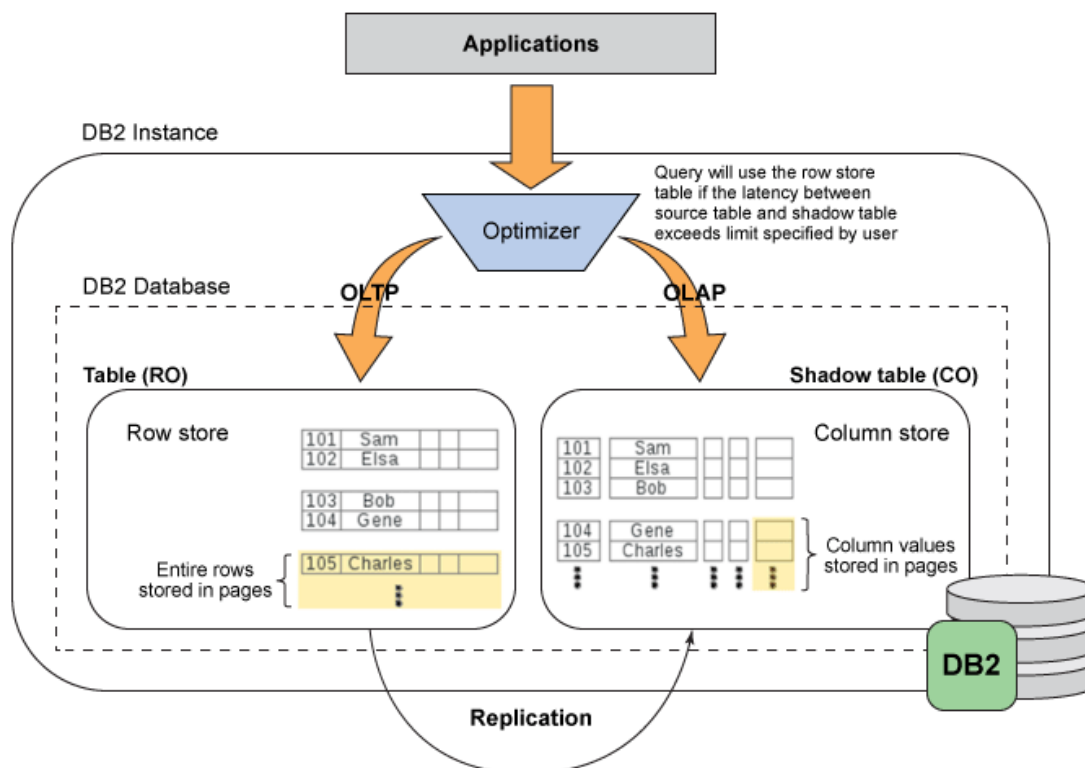 Applications
DB2 Instance
Query will use the row store
table if the latency between
source table and shadow table
exceeds limit specified by user
Optimizer
DB2 Database
OLTP
OLAP
Table (RO)
Shadow table (CO)
Row store
101 Sam
102 Elsa
103 Bob
104 Gene
105 Charles
Entire rows
stored in pages
Column store
101 Sam
102 Elsa
103 Bob
104 Gene
105 Charles
Column values
stored in pages
DB2
Replication